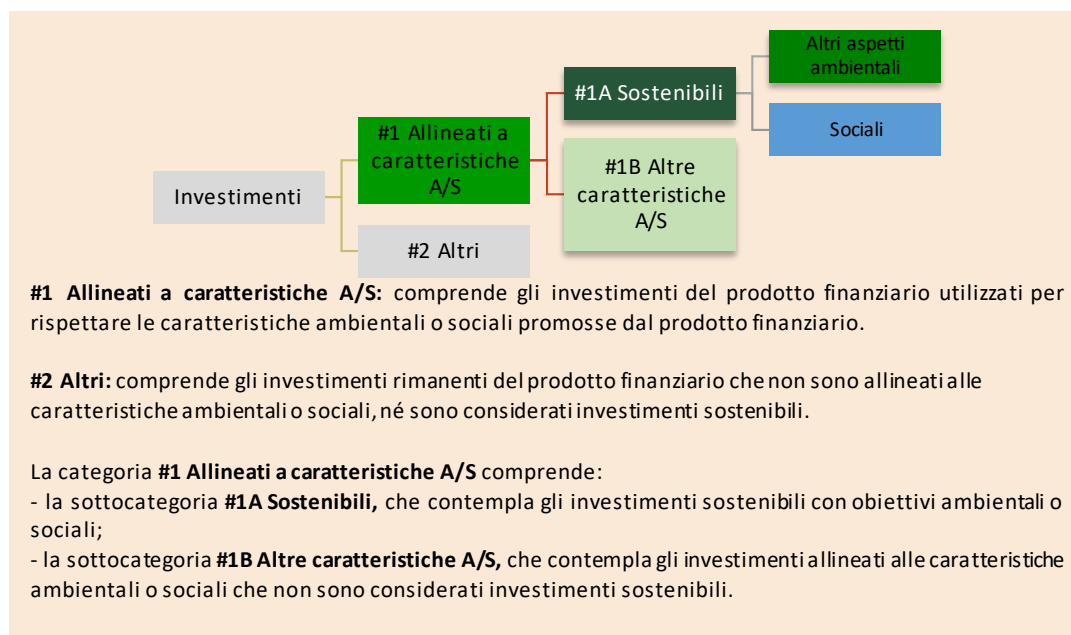 Altri aspetti
ambientali
#1A Sostenibili
Sociali
#1 Allineati a
caratteristiche
A/S
#1B Altre
caratteristiche
A/S
Investimenti
#2 Altri
#1 Allineati a caratteristiche A/S: comprende gli investimenti del prodotto finanziario utilizzati per
rispettare le caratteristiche ambientali o sociali promosse dal prodotto finanziario.
#2 Altri: comprende gli investimenti rimanenti del prodotto finanziario che non sono allineati alle
caratteristiche ambientali o sociali, né sono considerati investimenti sostenibili.
La categoria #1 Allineati a caratteristiche A/S comprende:
- la sottocategoria #1A Sostenibili, che contempla gli investimenti sostenibili con obiettivi ambientali o
sociali;
- la sottocategoria #1B Altre caratteristiche A/S, che contempla gli investimenti allineati alle caratteristiche
ambientali o sociali che non sono considerati investimenti sostenibili.